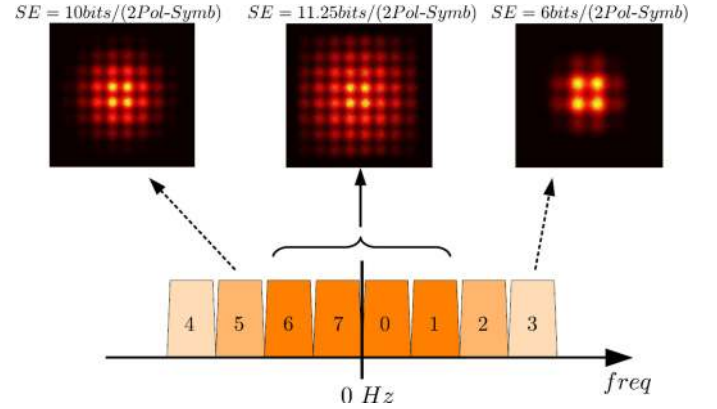 SE = 10bits/(2Pol-Symb) SE = 11.25bits/(2Pol-Symb) SE = 6bits/(2Pol-Symb)
4 5 6 7 0 1 2 3
0 Hz
freq